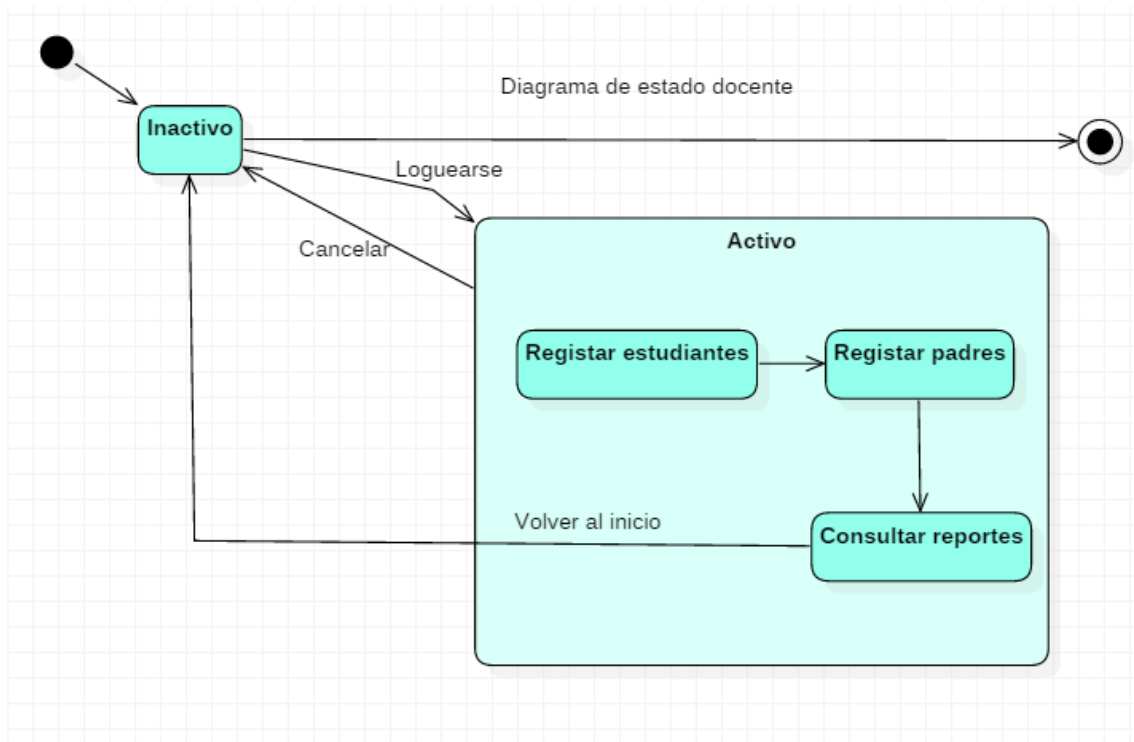 Diagrama de estado docente
Inactivo
Loguearse
Cancelar
Activo
Registar estudiantes
Registar padres
Volver al inicio
Consultar reportes